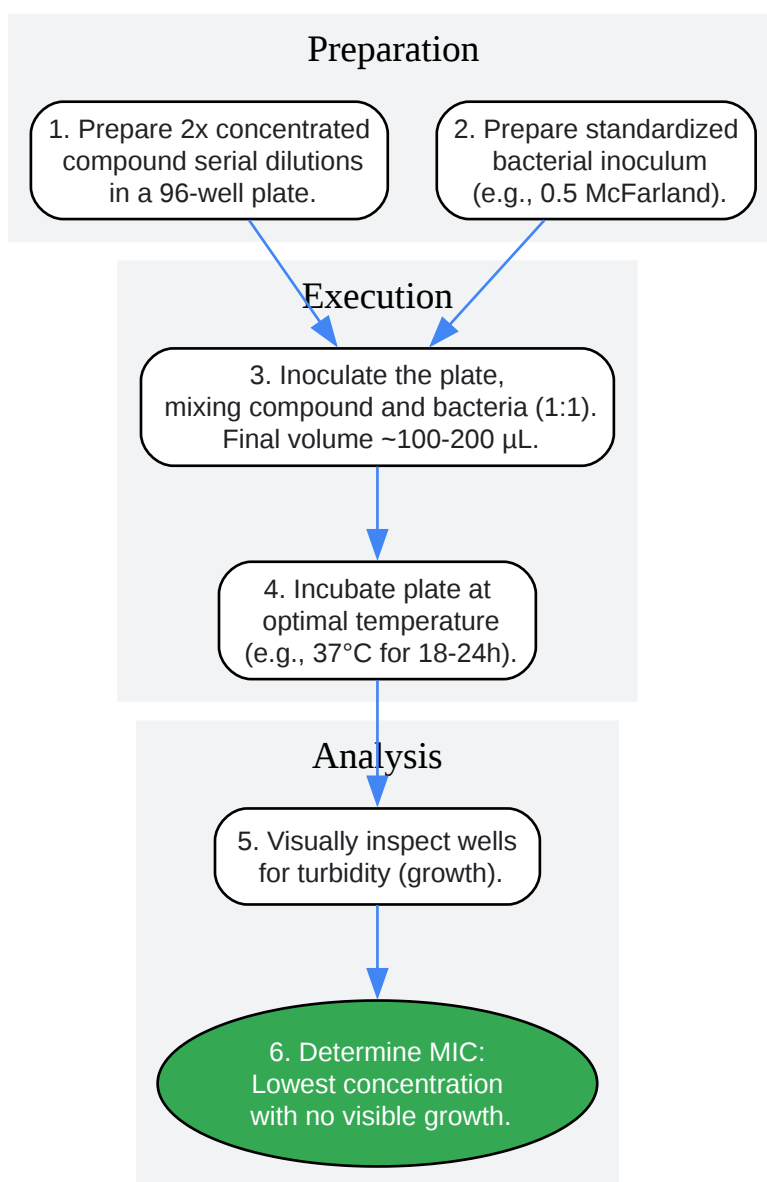 Preparation
1. Prepare 2x concentrated
compound serial dilutions
in a 96-well plate.
2. Prepare standardized
bacterial inoculum
(e.g., 0.5 McFarland).
Execution
3. Inoculate the plate,
mixing compound and bacteria (1:1).
Final volume ~100-200 µL.
4. Incubate plate at
optimal temperature
(e.g., 37°C for 18-24h).
Analysis
5. Visually inspect wells
for turbidity (growth).
6. Determine MIC:
Lowest concentration
with no visible growth.